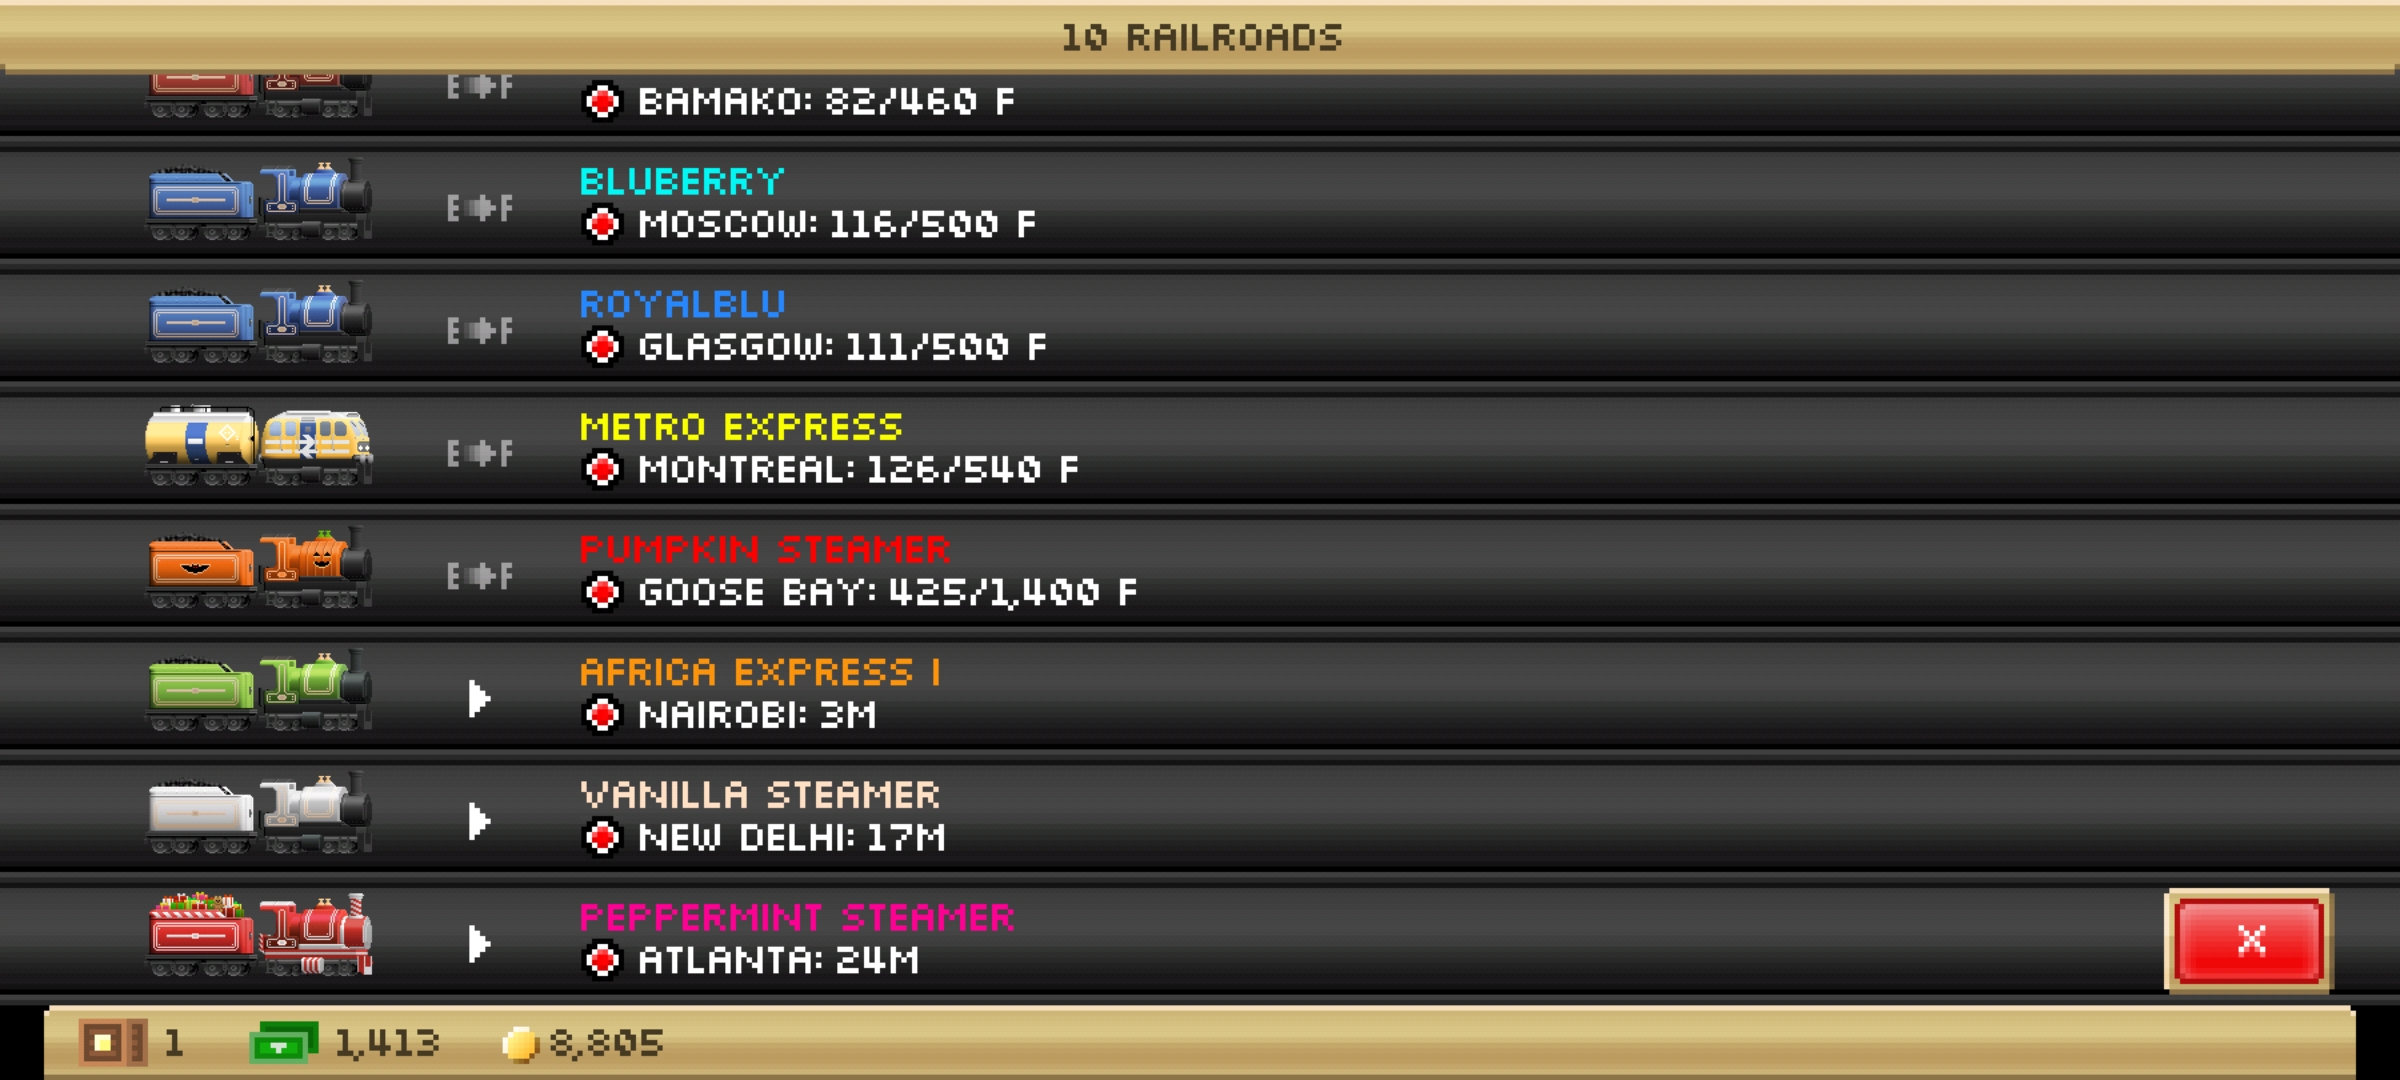 10 RAILROADS
E F
BAMAKO: 82/460 F
BLUBERRY
E F
MOSCOW: 116/500 F
ROYALBLU
E F
GLASGOW: 111/500 F
METRO EXPRESS
E F
MONTREAL: 126/540 F
PUMPKIN STEAMER
E F
GOOSE BAY: 425/1,400 F
AFRICA EXPRESS I
NAIROBI: 3M
VANILLA STEAMER
NEW DELHI: 17M
PEPPERMINT STEAMER
ATLANTA: 24M
X
1 1,413 8,805